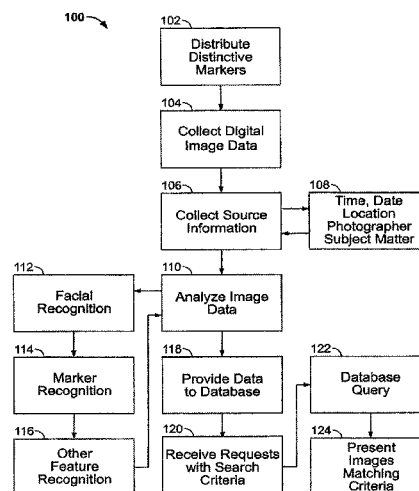 100
102
Distribute
Distinctive
Markers
104
Collect Digital
Image Data
106
Collect Source
Information
108
Time, Date
Location
Photographer
Subject Matter
110
Analyze Image
Data
112
Facial
Recognition
114
Marker
Recognition
116
Other
Feature
Recognition
118
Provide Data
to Database
120
Receive Requests
with Search
Criteria
122
Database
Query
124
Present
Images
Matching
Criteria